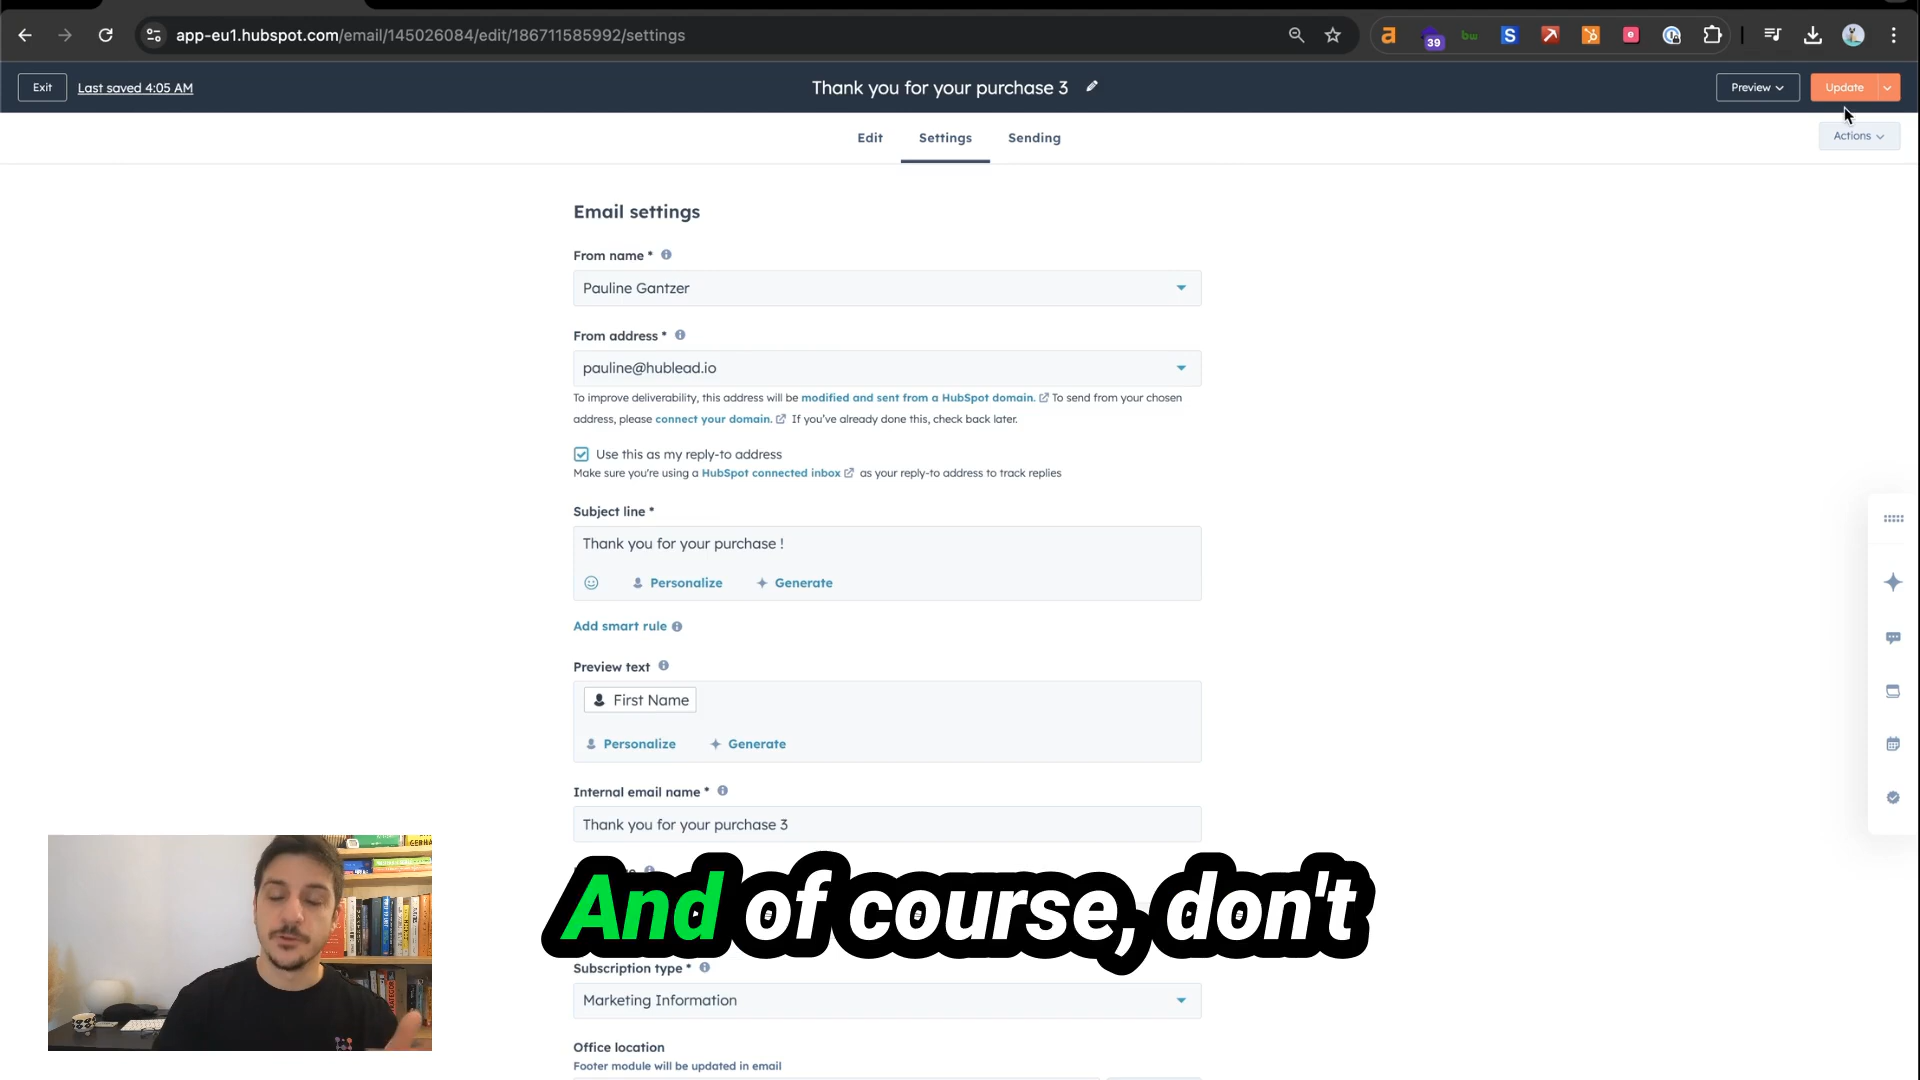 app-eu1.hubspot.com/email/145026084/edit/186711585992/settings
39
bw
S
Exit
Last saved 4:05 AM
Thank you for your purchase 3
Preview
Update
Actions
Edit
Settings
Sending
Email settings
From name *
Pauline Gantzer
From address *
pauline@hublead.io
To improve deliverability, this address will be modified and sent from a HubSpot domain. To send from your chosen
address, please connect your domain. If you've already done this, check back later.
Use this as my reply-to address
Make sure you're using a HubSpot connected inbox as your reply-to address to track replies
Subject line *
Thank you for your purchase !
Personalize
Generate
Add smart rule
Preview text
First Name
Personalize
Generate
Internal email name *
Thank you for your purchase 3
And of course, don't
Subscription type *
Marketing Information
Office location
Footer module will be updated in email